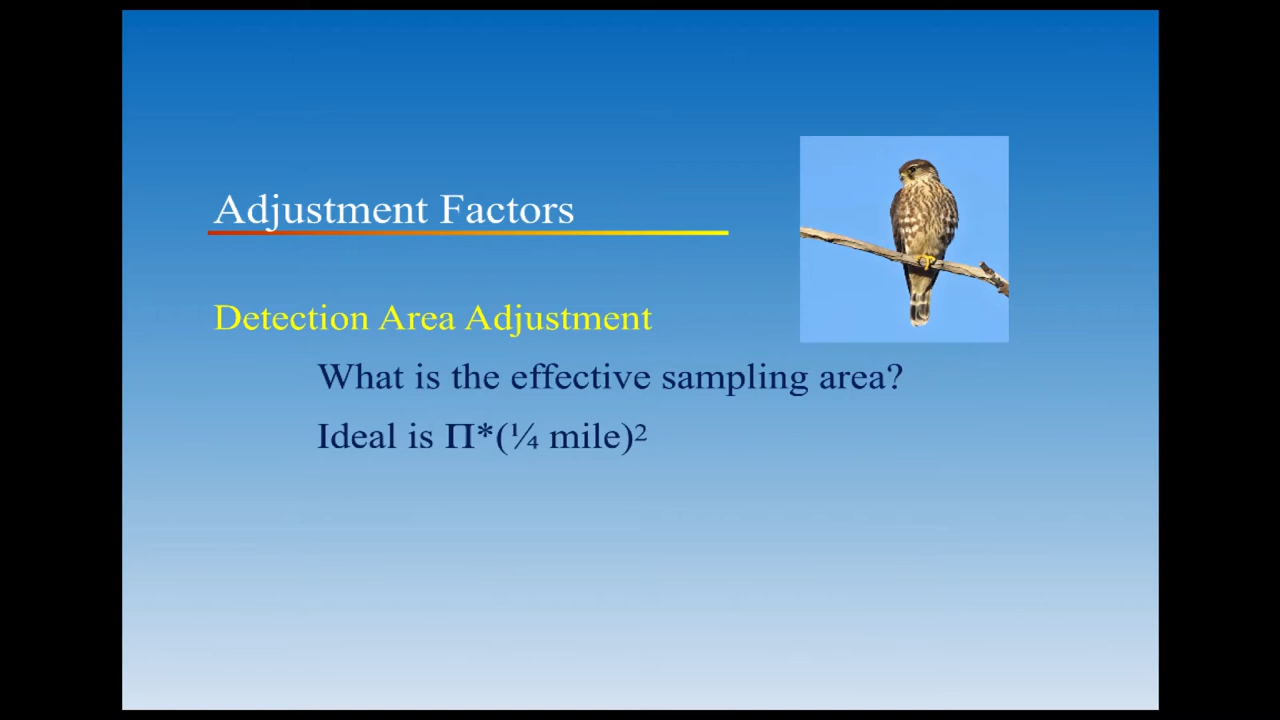 Adjustment Factors
Detection Area Adjustment
What is the effective sampling area?
Ideal is Π*(¼ mile)²